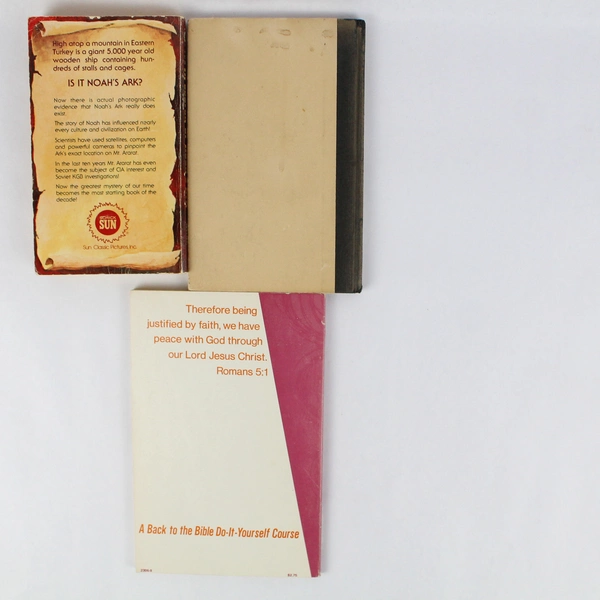 High atop a mountain in Eastern
Turkey is a giant 5,000 year old
wooden ship containing hun-
dreds of stalls and cages.
IS IT NOAH'S ARK?
Now there is actual photographic
evidence that Noah's Ark really does
exist.
The story of Noah has influenced nearly
every culture and civilization on Earth!
Scientists have used satellites, computers
and powerful cameras to pinpoint the
Ark's exact location on Mt. Ararat.
In the last ten years Mt. Ararat has even
become the subject of CIA interest and
Soviet KGB investigations!
Now the greatest mystery of our time
becomes the most startling book of the
decade!
SUN
Sun Classic Pictures, Inc.
Therefore being
justified by faith, we have
peace with God through
our Lord Jesus Christ.
Romans 5:1
A Back to the Bible Do-It-Yourself Course